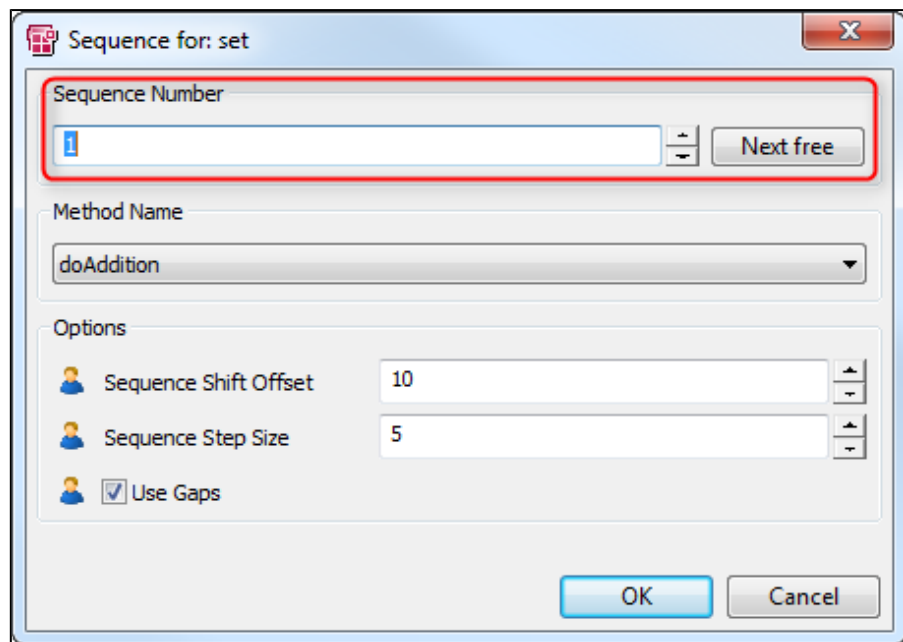 Sequence for: set
Sequence Number
1
Next free
Method Name
doAddition
Options
Sequence Shift Offset 10
Sequence Step Size 5
Use Gaps
OK Cancel